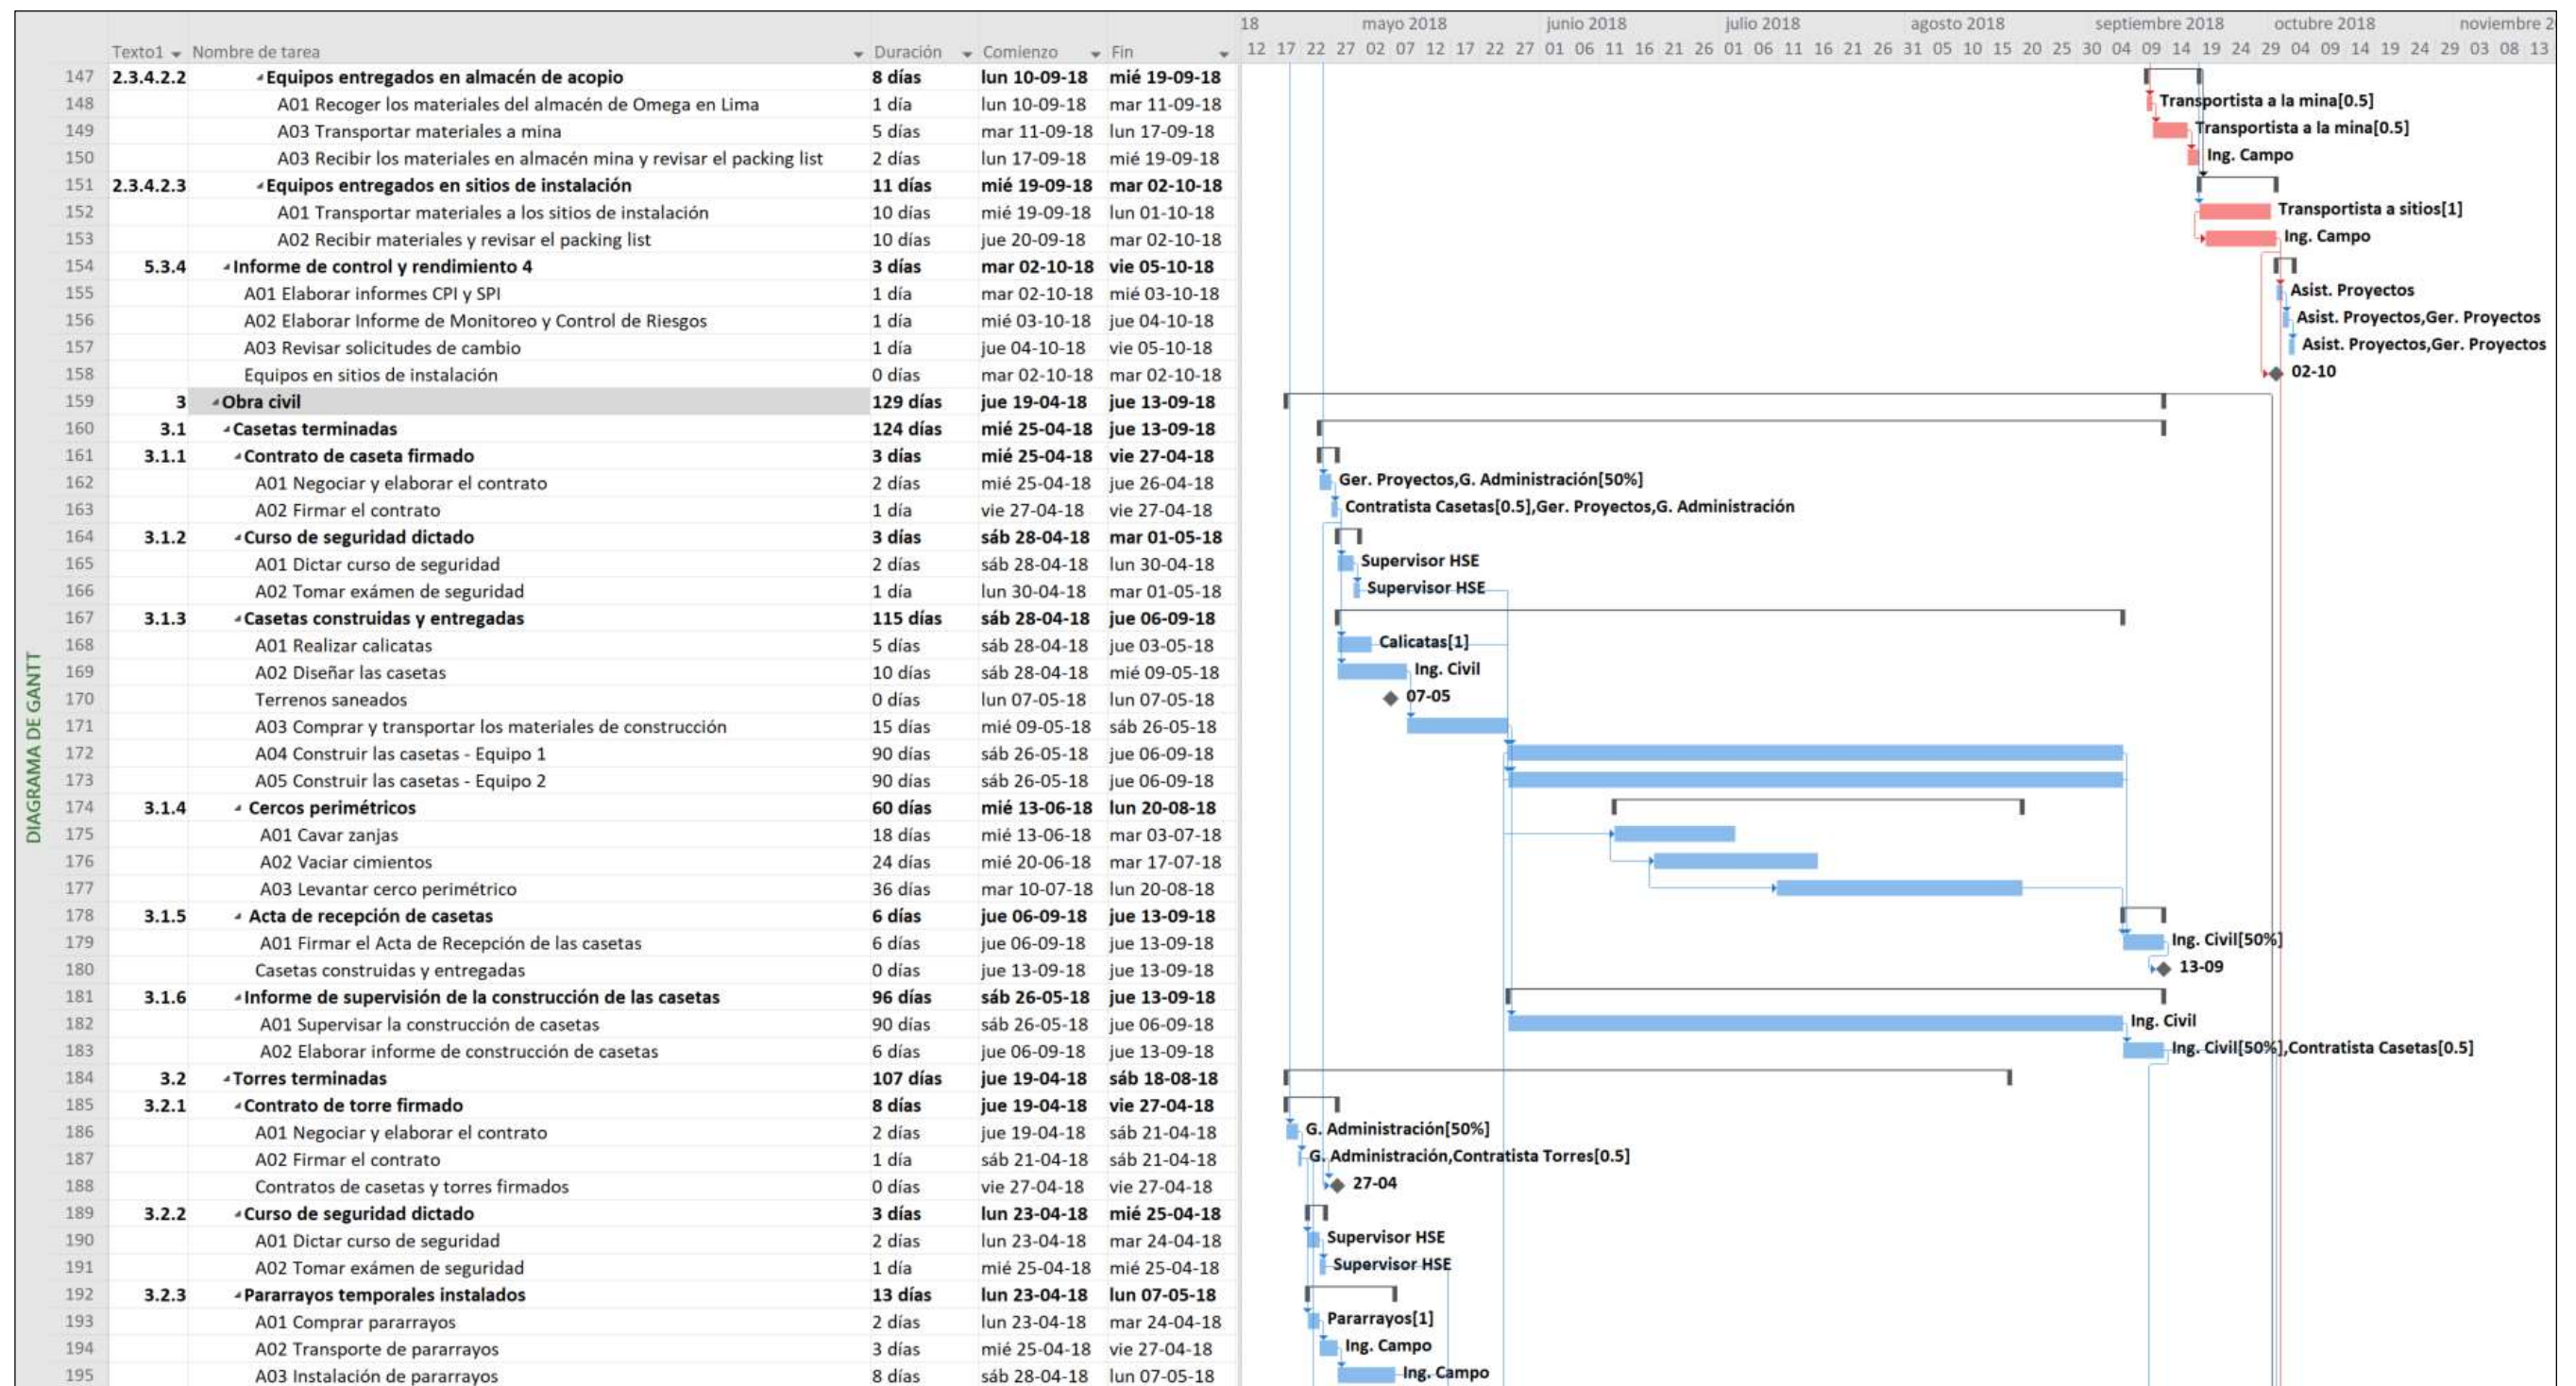 18 mayo 2018 junio 2018 julio 2018 agosto 2018 septiembre 2018 octubre 2018 noviembre 2
Texto1 Nombre de tarea Duración Comienzo Fin 12 17 22 27 02 07 12 17 22 27 01 06 11 16 21 26 01 06 11 16 21 26 31 05 10 15 20 25 30 04 09 14 19 24 29 04 09 14 19 24 29 03 08 13
147 2.3.4.2.2 Equipos entregados en almacén de acopio 8 días lun 10-09-18 mié 19-09-18
148 A01 Recoger los materiales del almacén de Omega en Lima 1 día lun 10-09-18 mar 11-09-18 Transportista a la mina[0.5]
149 A03 Transportar materiales a mina 5 días mar 11-09-18 lun 17-09-18 Transportista a la mina[0.5]
150 A03 Recibir los materiales en almacén mina y revisar el packing list 2 días lun 17-09-18 mié 19-09-18 Ing. Campo
151 2.3.4.2.3 Equipos entregados en sitios de instalación 11 días mié 19-09-18 mar 02-10-18
152 A01 Transportar materiales a los sitios de instalación 10 días mié 19-09-18 lun 01-10-18 Transportista a sitios[1]
153 A02 Recibir materiales y revisar el packing list 10 días jue 20-09-18 mar 02-10-18 Ing. Campo
154 5.3.4 Informe de control y rendimiento 4 3 días mar 02-10-18 vie 05-10-18
155 A01 Elaborar informes CPI y SPI 1 día mar 02-10-18 mié 03-10-18 Asist. Proyectos
156 A02 Elaborar Informe de Monitoreo y Control de Riesgos 1 día mié 03-10-18 jue 04-10-18 Asist. Proyectos,Ger. Proyectos
157 A03 Revisar solicitudes de cambio 1 día jue 04-10-18 vie 05-10-18 Asist. Proyectos,Ger. Proyectos
158 Equipos en sitios de instalación 0 días mar 02-10-18 mar 02-10-18 02-10
159 3 Obra civil 129 días jue 19-04-18 jue 13-09-18
160 3.1 Casetas terminadas 124 días mié 25-04-18 jue 13-09-18
161 3.1.1 Contrato de caseta firmado 3 días mié 25-04-18 vie 27-04-18
162 A01 Negociar y elaborar el contrato 2 días mié 25-04-18 jue 26-04-18 Ger. Proyectos,G. Administración[50%]
163 A02 Firmar el contrato 1 día vie 27-04-18 vie 27-04-18 Contratista Casetas[0.5],Ger. Proyectos,G. Administración
164 3.1.2 Curso de seguridad dictado 3 días sáb 28-04-18 mar 01-05-18
165 A01 Dictar curso de seguridad 2 días sáb 28-04-18 lun 30-04-18 Supervisor HSE
166 A02 Tomar exámen de seguridad 1 día lun 30-04-18 mar 01-05-18 Supervisor HSE
167 3.1.3 Casetas construidas y entregadas 115 días sáb 28-04-18 jue 06-09-18
168 A01 Realizar calicatas 5 días sáb 28-04-18 jue 03-05-18 Calicatas[1]
169 A02 Diseñar las casetas 10 días sáb 28-04-18 mié 09-05-18 Ing. Civil
170 Terrenos saneados 0 días lun 07-05-18 lun 07-05-18 07-05
171 A03 Comprar y transportar los materiales de construcción 15 días mié 09-05-18 sáb 26-05-18
172 A04 Construir las casetas - Equipo 1 90 días sáb 26-05-18 jue 06-09-18
173 A05 Construir las casetas - Equipo 2 90 días sáb 26-05-18 jue 06-09-18
174 3.1.4 Cercos perimétricos 60 días mié 13-06-18 lun 20-08-18
175 A01 Cavar zanjas 18 días mié 13-06-18 mar 03-07-18
176 A02 Vaciar cimientos 24 días mié 20-06-18 mar 17-07-18
177 A03 Levantar cerco perimétrico 36 días mar 10-07-18 lun 20-08-18
178 3.1.5 Acta de recepción de casetas 6 días jue 06-09-18 jue 13-09-18
179 A01 Firmar el Acta de Recepción de las casetas 6 días jue 06-09-18 jue 13-09-18 Ing. Civil[50%]
180 Casetas construidas y entregadas 0 días jue 13-09-18 jue 13-09-18 13-09
181 3.1.6 Informe de supervisión de la construcción de las casetas 96 días sáb 26-05-18 jue 13-09-18
182 A01 Supervisar la construcción de casetas 90 días sáb 26-05-18 jue 06-09-18 Ing. Civil
183 A02 Elaborar informe de construcción de casetas 6 días jue 06-09-18 jue 13-09-18 Ing. Civil[50%],Contratista Casetas[0.5]
184 3.2 Torres terminadas 107 días jue 19-04-18 sáb 18-08-18
185 3.2.1 Contrato de torre firmado 8 días jue 19-04-18 vie 27-04-18
186 A01 Negociar y elaborar el contrato 2 días jue 19-04-18 sáb 21-04-18 G. Administración[50%]
187 A02 Firmar el contrato 1 día sáb 21-04-18 sáb 21-04-18 G. Administración,Contratista Torres[0.5]
188 Contratos de casetas y torres firmados 0 días vie 27-04-18 vie 27-04-18 27-04
189 3.2.2 Curso de seguridad dictado 3 días lun 23-04-18 mié 25-04-18
190 A01 Dictar curso de seguridad 2 días lun 23-04-18 mar 24-04-18 Supervisor HSE
191 A02 Tomar exámen de seguridad 1 día mié 25-04-18 mié 25-04-18 Supervisor HSE
192 3.2.3 Pararrayos temporales instalados 13 días lun 23-04-18 lun 07-05-18
193 A01 Comprar pararrayos 2 días lun 23-04-18 mar 24-04-18 Pararrayos[1]
194 A02 Transporte de pararrayos 3 días mié 25-04-18 vie 27-04-18 Ing. Campo
195 A03 Instalación de pararrayos 8 días sáb 28-04-18 lun 07-05-18 Ing. Campo
DIAGRAMA DE GANTT